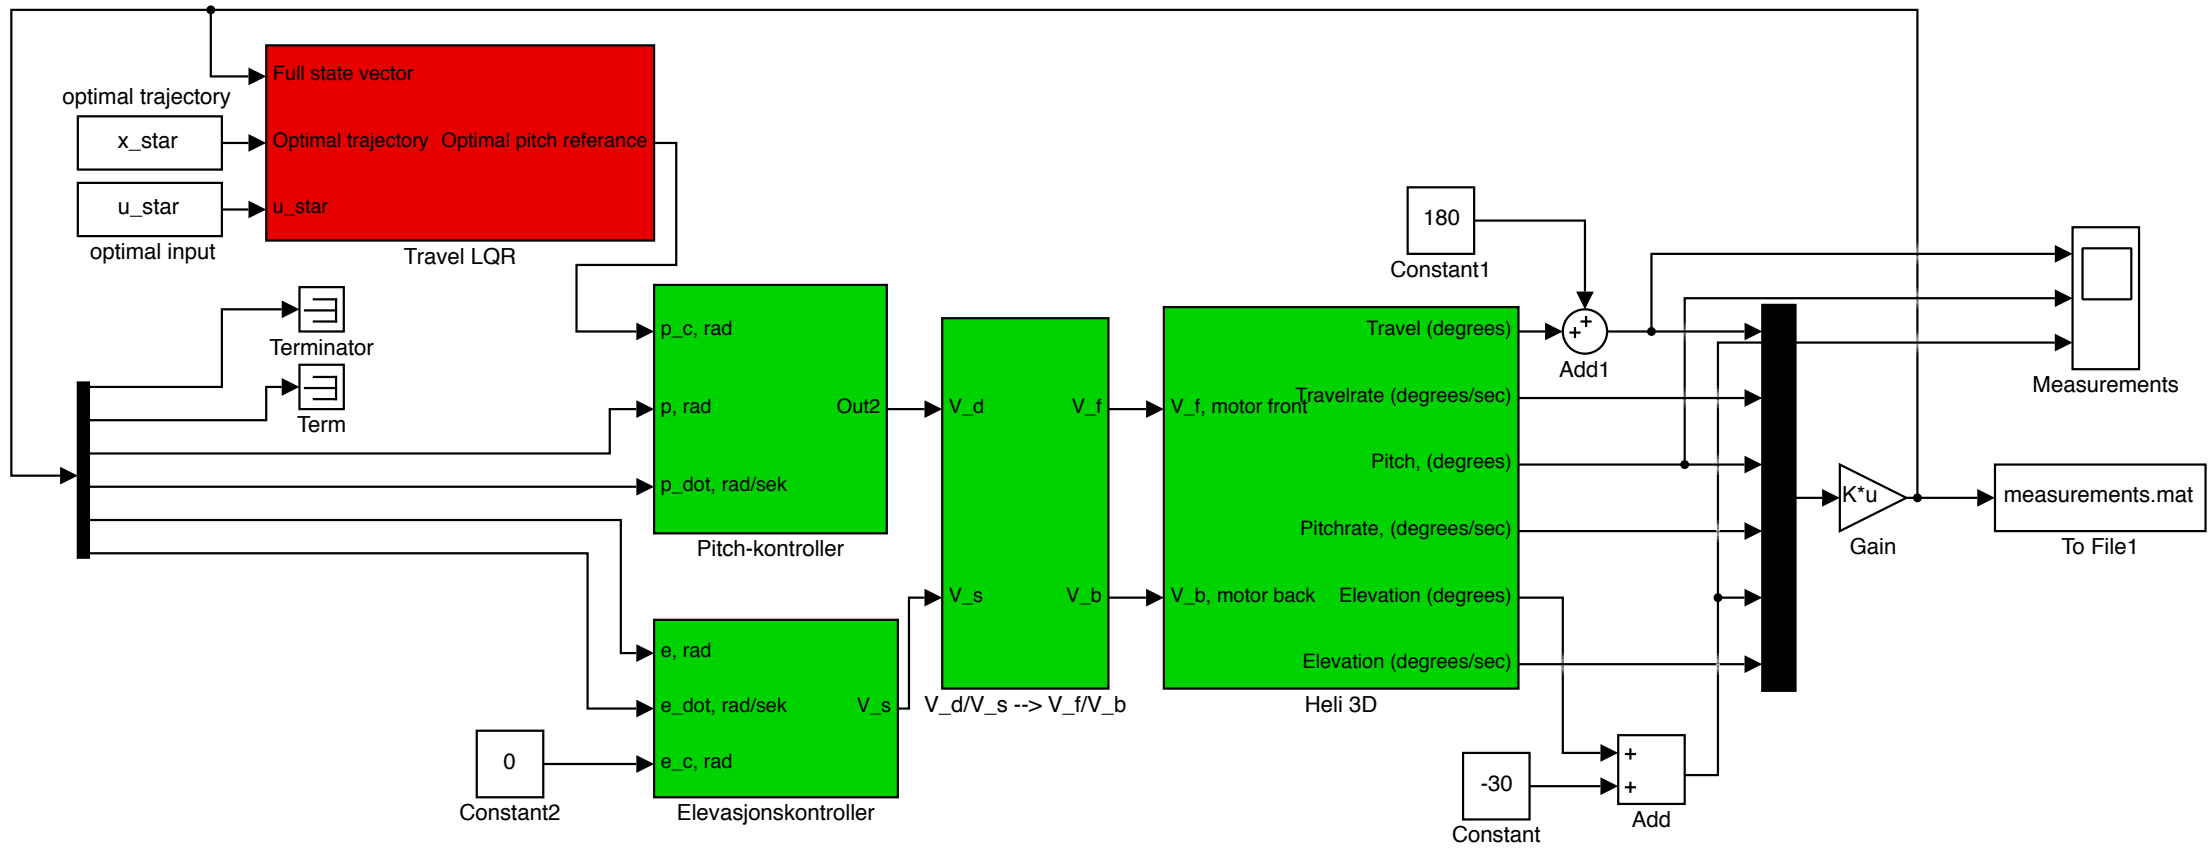 Full state vector
optimal trajectory
x_star
Optimal trajectory
Optimal pitch referance
u_star
u_star
optimal input
Travel LQR
Terminator
Term
p_c, rad
p, rad
p_dot, rad/sek
Out2
Pitch-kontroller
e, rad
e_dot, rad/sek
e_c, rad
V_s
Elevasjonskontroller
0
Constant2
V_d
V_f
V_s
V_b
V_d/V_s --> V_f/V_b
V_f, motor front
V_b, motor back
Travel (degrees)
Travelrate (degrees/sec)
Pitch, (degrees)
Pitchrate, (degrees/sec)
Elevation (degrees)
Elevation (degrees/sec)
Heli 3D
180
Constant1
+
+
Add1
-30
Constant
+
+
Add
K*u
Gain
Measurements
measurements.mat
To File1